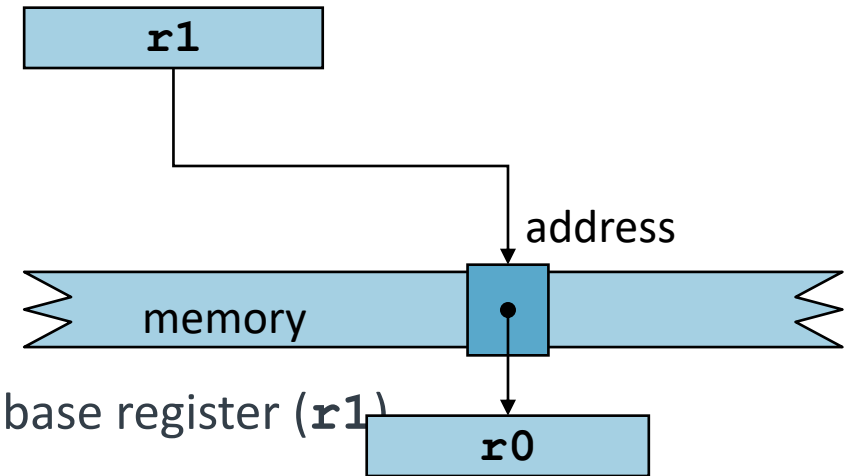 r1
address
memory
base register (r1)
r0